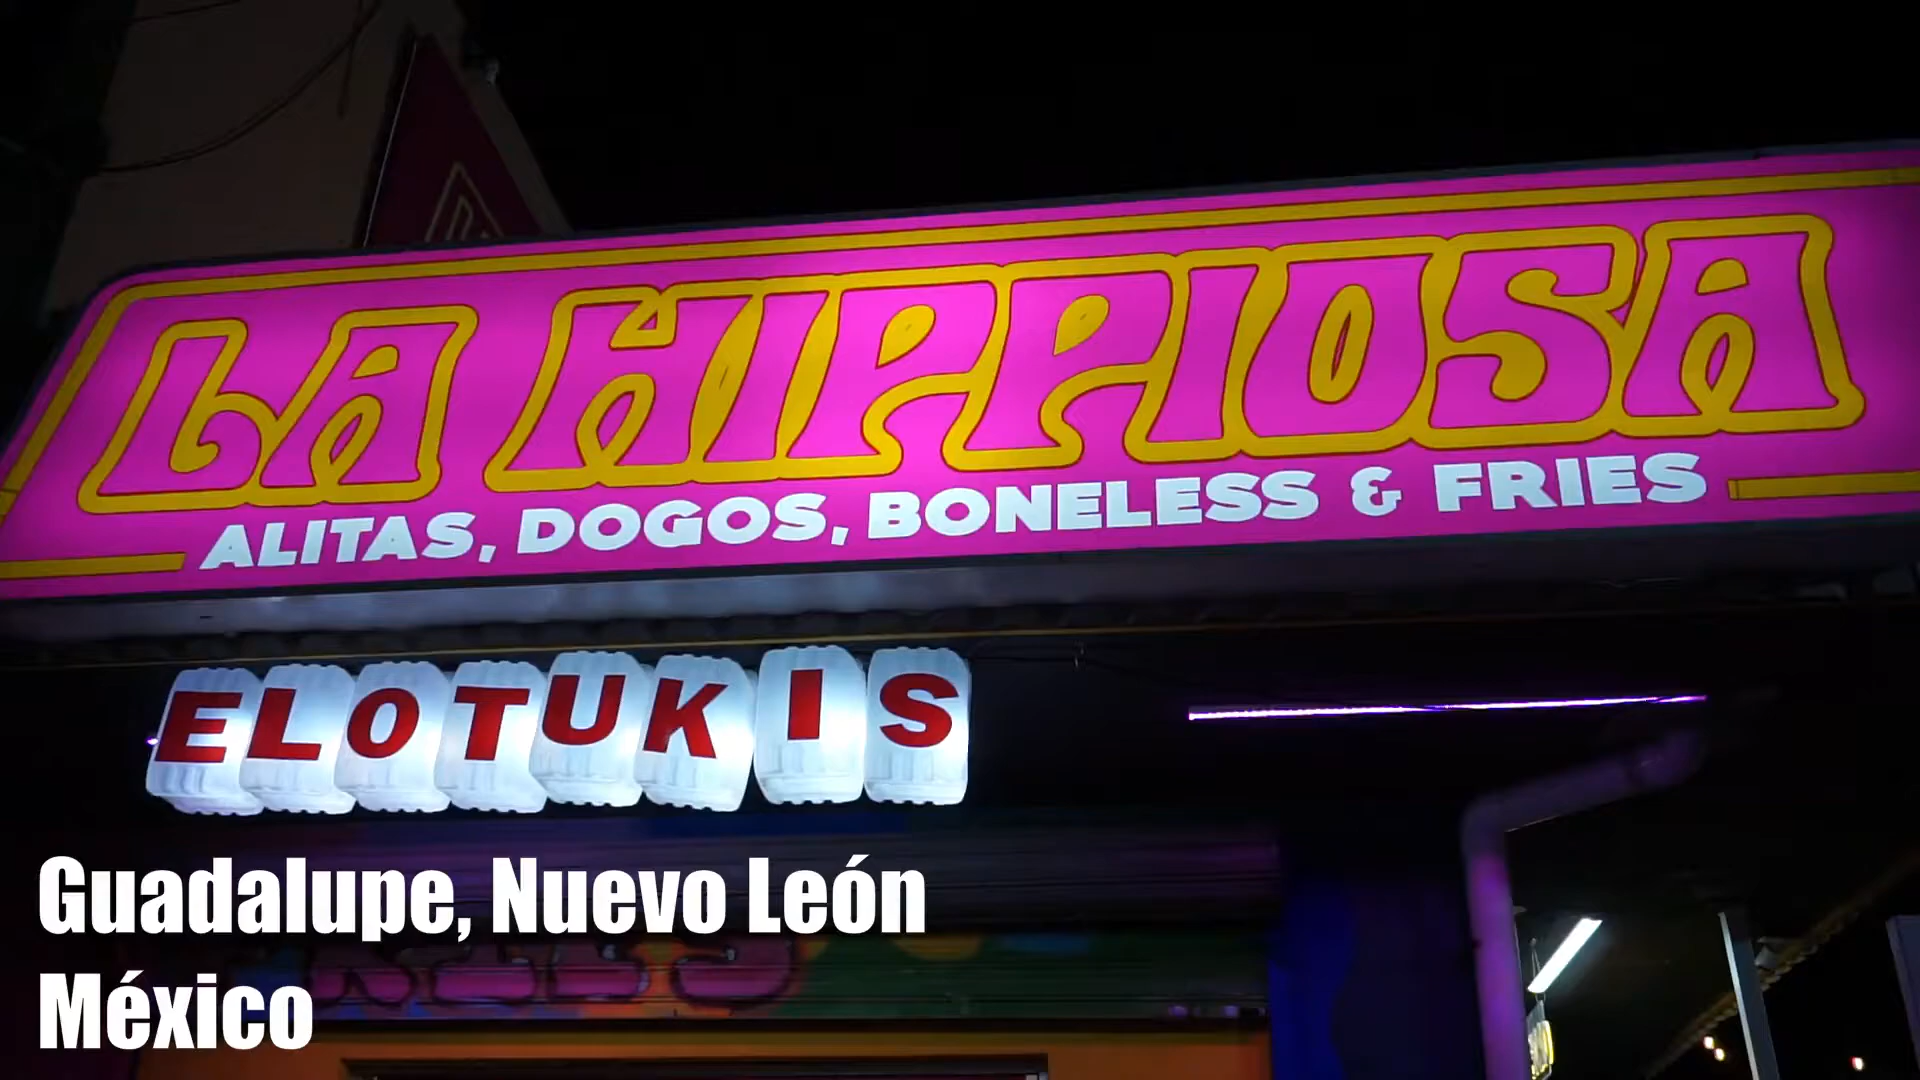 LA HIPPIOSA
ALITAS, DOGOS, BONELESS & FRIES
ELOTUKIS
Guadalupe, Nuevo León
México